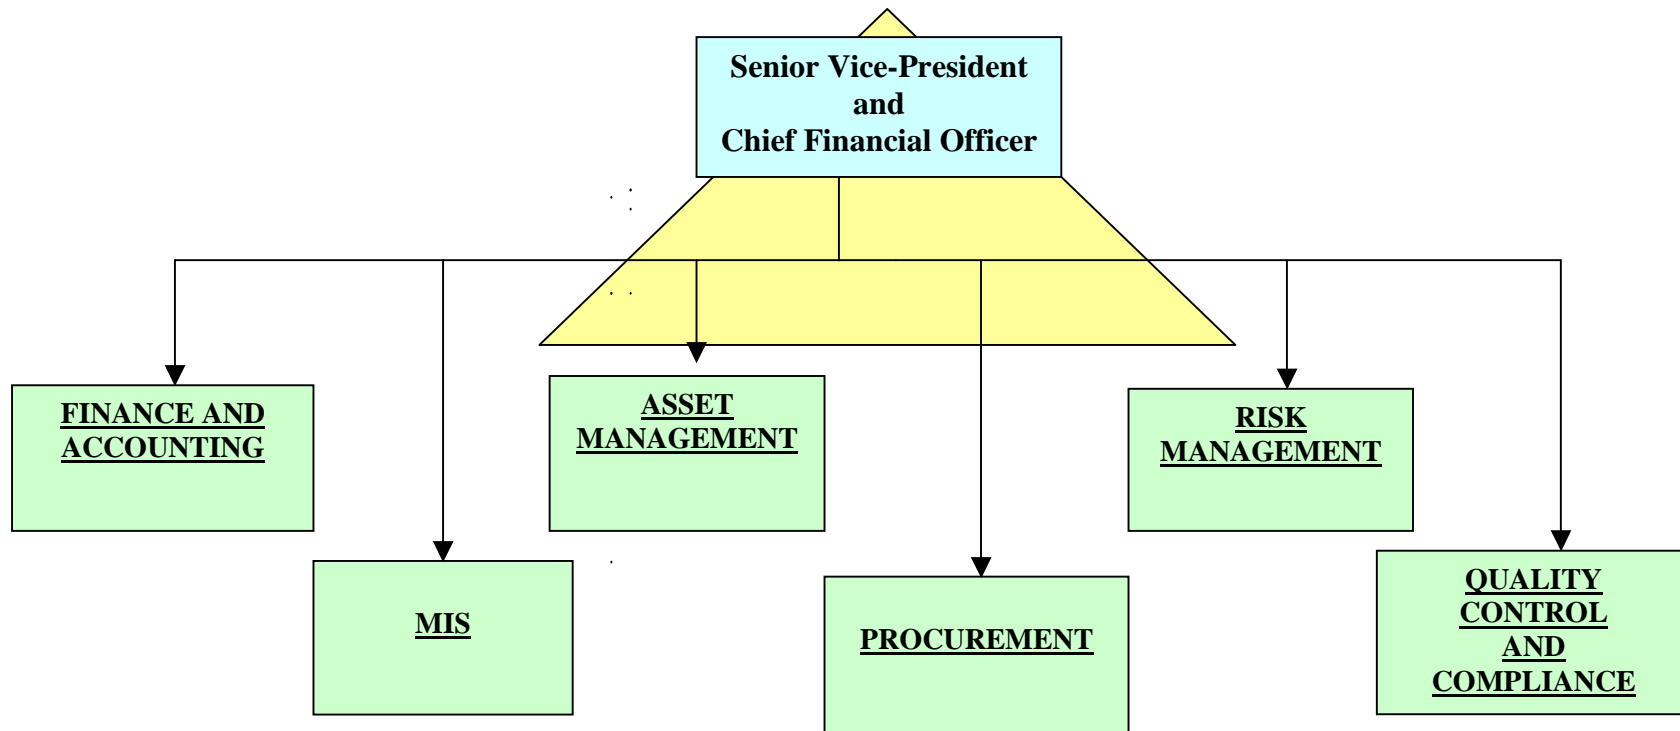 Senior Vice-President
and
Chief Financial Officer
FINANCE AND
ACCOUNTING
ASSET
MANAGEMENT
RISK
MANAGEMENT
MIS
PROCUREMENT
QUALITY
CONTROL
AND
COMPLIANCE